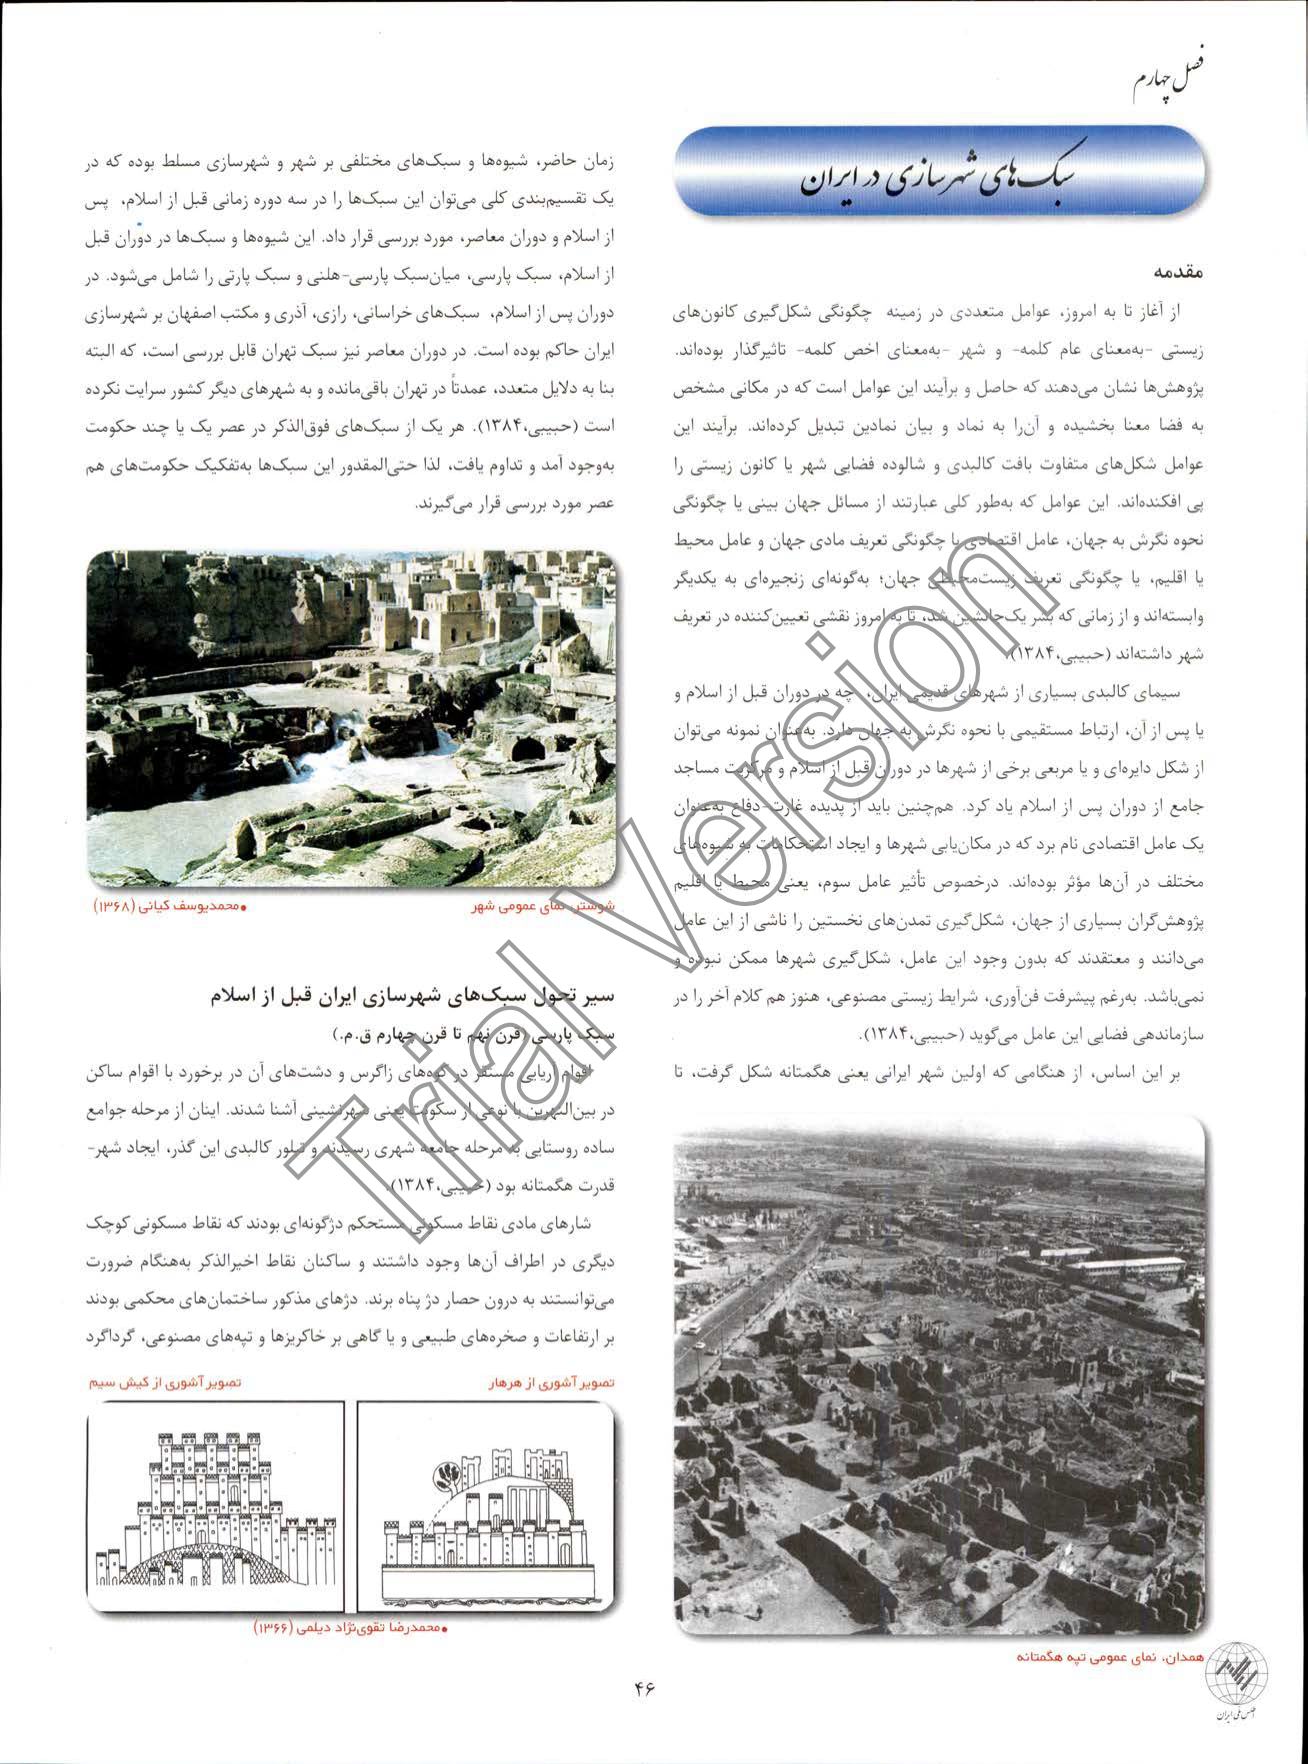 فصل چهارم
سبک‌های شهرسازی در ایران
مقدمه
از آغاز تا به امروز، عوامل متعددی در زمینه چگونگی شکل‌گیری کانون‌های
زیستی -به‌معنای عام کلمه- و شهر -به‌معنای اخص کلمه- تاثیرگذار بوده‌اند.
پژوهش‌ها نشان می‌دهند که حاصل و برآیند این عوامل است که در مکانی مشخص
به فضا معنا بخشیده و آن‌را به نماد و بیان نمادین تبدیل کرده‌اند. برآیند این
عوامل شکل‌های متفاوت بافت کالبدی و شالوده فضایی شهر یا کانون زیستی را
پی افکنده‌اند. این عوامل که به‌طور کلی عبارتند از مسائل جهان بینی یا چگونگی
نحوه نگرش به جهان، عامل اقتصادی یا چگونگی تعریف مادی جهان و عامل محیط
یا اقلیم، یا چگونگی تعریف زیست‌محیطی جهان؛ به‌گونه‌ای زنجیره‌ای به یکدیگر
وابسته‌اند و از زمانی که بشر یک‌جانشین شد، تا به امروز نقشی تعیین‌کننده در تعریف
شهر داشته‌اند (حبیبی،۱۳۸۴).
سیمای کالبدی بسیاری از شهرهای قدیمی ایران، چه در دوران قبل از اسلام و
یا پس از آن، ارتباط مستقیمی با نحوه نگرش به جهان دارد. به‌عنوان نمونه می‌توان
از شکل دایره‌ای و یا مربعی برخی از شهرها در دوران قبل از اسلام و مرکزیت مساجد
جامع از دوران پس از اسلام یاد کرد. هم‌چنین باید از پدیده غارت-دفاع به‌عنوان
یک عامل اقتصادی نام برد که در مکان‌یابی شهرها و ایجاد استحکامات به شیوه‌های
مختلف در آن‌ها مؤثر بوده‌اند. درخصوص تأثیر عامل سوم، یعنی محیط یا اقلیم
پژوهش‌گران بسیاری از جهان، شکل‌گیری تمدن‌های نخستین را ناشی از این عامل
می‌دانند و معتقدند که بدون وجود این عامل، شکل‌گیری شهرها ممکن نبوده و
نمی‌باشد. به‌رغم پیشرفت فن‌آوری، شرایط زیستی مصنوعی، هنوز هم کلام آخر را در
سازماندهی فضایی این عامل می‌گوید (حبیبی،۱۳۸۴).
بر این اساس، از هنگامی که اولین شهر ایرانی یعنی هگمتانه شکل گرفت، تا
همدان، نمای عمومی تپه هگمتانه
زمان حاضر، شیوه‌ها و سبک‌های مختلفی بر شهر و شهرسازی مسلط بوده که در
یک تقسیم‌بندی کلی می‌توان این سبک‌ها را در سه دوره زمانی قبل از اسلام، پس
از اسلام و دوران معاصر، مورد بررسی قرار داد. این شیوه‌ها و سبک‌ها در دوران قبل
از اسلام، سبک پارسی، میان‌سبک پارسی-هلنی و سبک پارتی را شامل می‌شود. در
دوران پس از اسلام، سبک‌های خراسانی، رازی، آذری و مکتب اصفهان بر شهرسازی
ایران حاکم بوده است. در دوران معاصر نیز سبک تهران قابل بررسی است، که البته
بنا به دلایل متعدد، عمدتاً در تهران باقی‌مانده و به شهرهای دیگر کشور سرایت نکرده
است (حبیبی،۱۳۸۴). هر یک از سبک‌های فوق‌الذکر در عصر یک یا چند حکومت
به‌وجود آمد و تداوم یافت، لذا حتی‌المقدور این سبک‌ها به‌تفکیک حکومت‌های هم
عصر مورد بررسی قرار می‌گیرند.
شوشتر، نمای عمومی شهر
•محمدیوسف کیانی (۱۳۶۸)
سیر تحول سبک‌های شهرسازی ایران قبل از اسلام
سبک پارسی (قرن نهم تا قرن چهارم ق.م.)
اقوام آریایی مستقر در کوه‌های زاگرس و دشت‌های آن در برخورد با اقوام ساکن
در بین‌النهرین با نوعی از سکونت یعنی شهرنشینی آشنا شدند. اینان از مرحله جوامع
ساده روستایی به مرحله جامعه شهری رسیدند و تبلور کالبدی این گذر، ایجاد شهر-
قدرت هگمتانه بود (حبیبی،۱۳۸۴).
شارهای مادی نقاط مسکونی مستحکم دژگونه‌ای بودند که نقاط مسکونی کوچک
دیگری در اطراف آن‌ها وجود داشتند و ساکنان نقاط اخیرالذکر به‌هنگام ضرورت
می‌توانستند به درون حصار دژ پناه برند. دژهای مذکور ساختمان‌های محکمی بودند
بر ارتفاعات و صخره‌های طبیعی و یا گاهی بر خاکریزها و تپه‌های مصنوعی، گرداگرد
تصویر آشوری از هرهار
تصویر آشوری از کیش سیم
•محمدرضا تقوی‌نژاد دیلمی (۱۳۶۶)
۴۶
اطلس ملی ایران
Trial Version